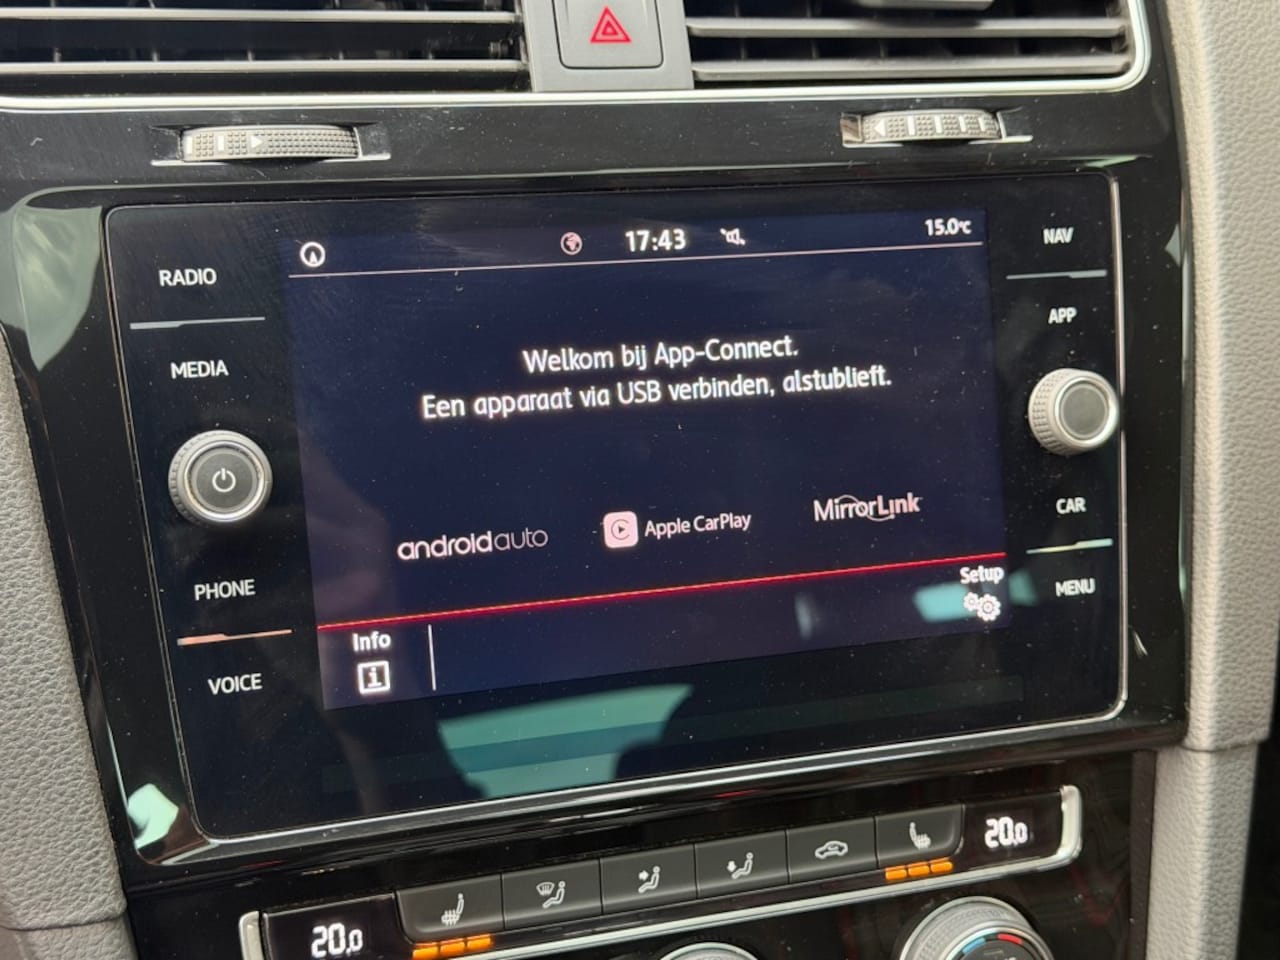 17:43
15.0°C
RADIO
MEDIA
PHONE
VOICE
NAV
APP
CAR
MENU
Welkom bij App-Connect.
Een apparaat via USB verbinden, alstublieft.
androidauto
Apple CarPlay
MirrorLink
Info
i
Setup
20.0
20.0